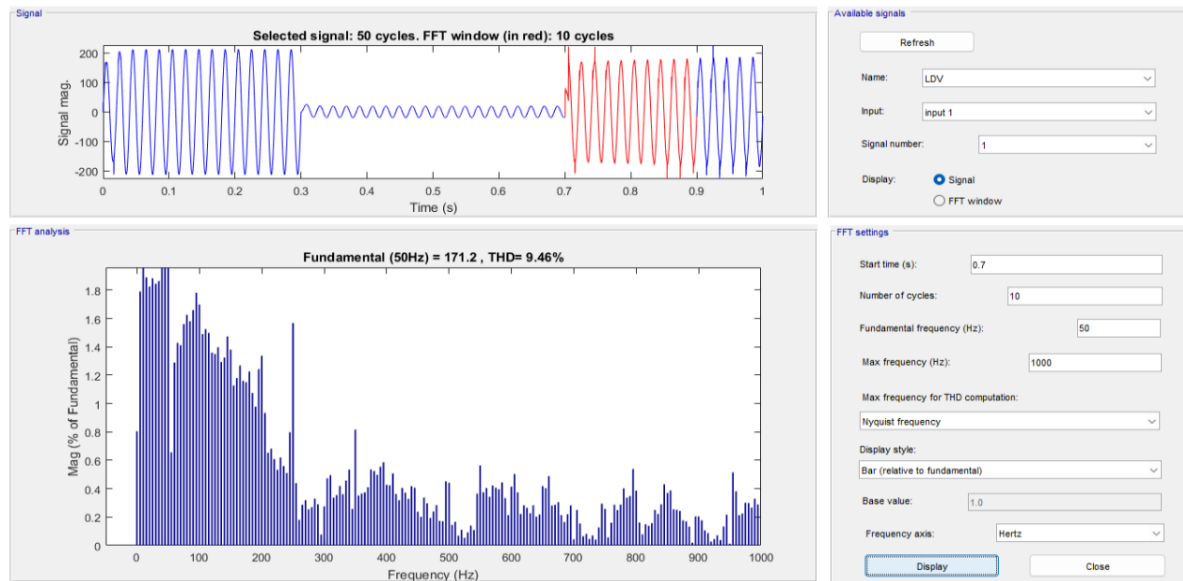 Signal
Selected signal: 50 cycles. FFT window (in red): 10 cycles
200
100
0
-100
-200
Signal mag.
0 0.1 0.2 0.3 0.4 0.5 0.6 0.7 0.8 0.9 1
Time (s)
Available signals
Refresh
Name:
LDV
Input:
input 1
Signal number:
1
Display:
Signal
FFT window
FFT analysis
Fundamental (50Hz) = 171.2 , THD= 9.46%
1.8
1.6
1.4
1.2
1
0.8
0.6
0.4
0.2
0
Mag (% of Fundamental)
0 100 200 300 400 500 600 700 800 900 1000
Frequency (Hz)
FFT settings
Start time (s):
0.7
Number of cycles:
10
Fundamental frequency (Hz):
50
Max frequency (Hz):
1000
Max frequency for THD computation:
Nyquist frequency
Display style:
Bar (relative to fundamental)
Base value:
1.0
Frequency axis:
Hertz
Display
Close